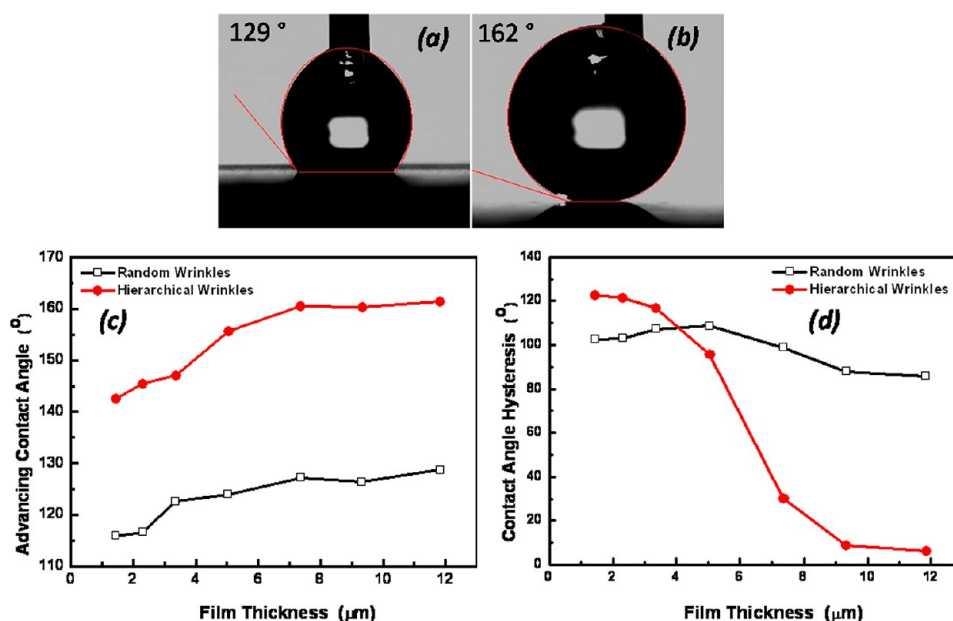 129 °
(a)
162 °
(b)
170
160
150
140
130
120
110
Advancing Contact Angle (°)
Random Wrinkles
Hierarchical Wrinkles
(c)
0 2 4 6 8 10 12
Film Thickness (μm)
140
120
100
80
60
40
20
0
Contact Angle Hysteresis (°)
Random Wrinkles
Hierarchical Wrinkles
(d)
0 2 4 6 8 10 12
Film Thickness (μm)